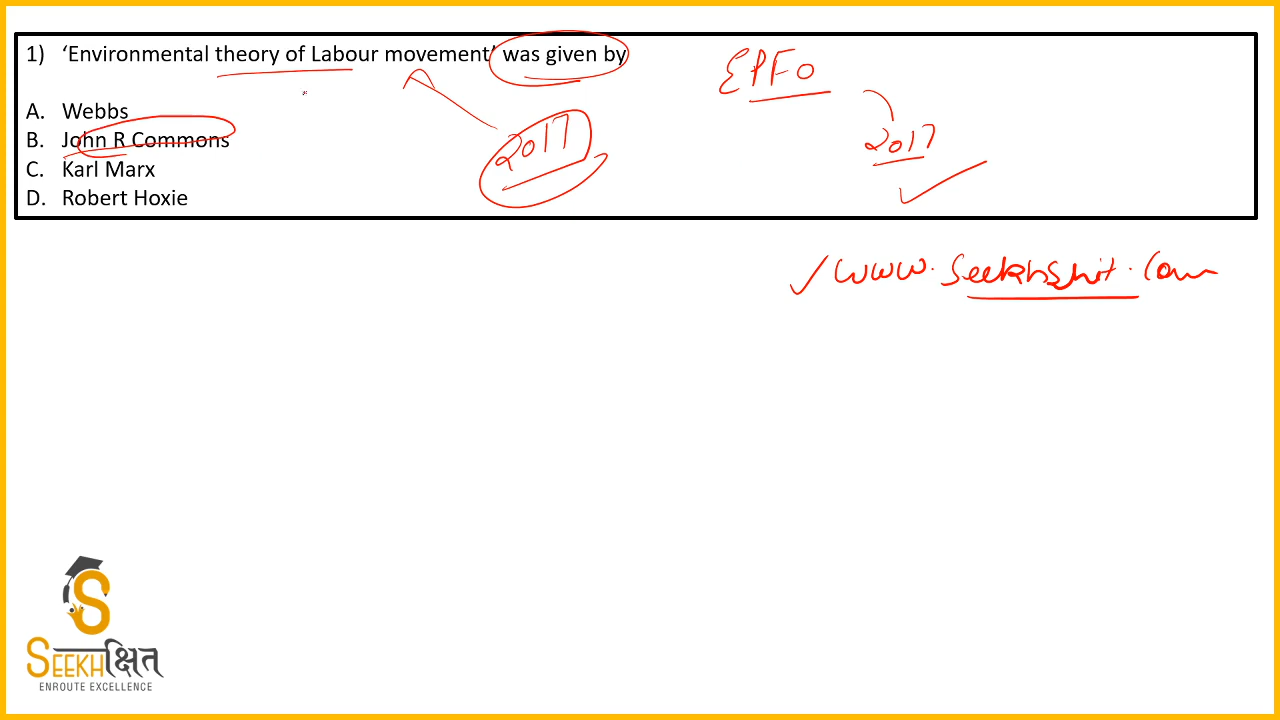 1) ‘Environmental theory of Labour movement’ was given by
EPFO
A. Webbs
2017
2017
B. John R Commons
C. Karl Marx
D. Robert Hoxie
www.seekhshit.com
S
SEEKHक्षित
ENROUTE EXCELLENCE